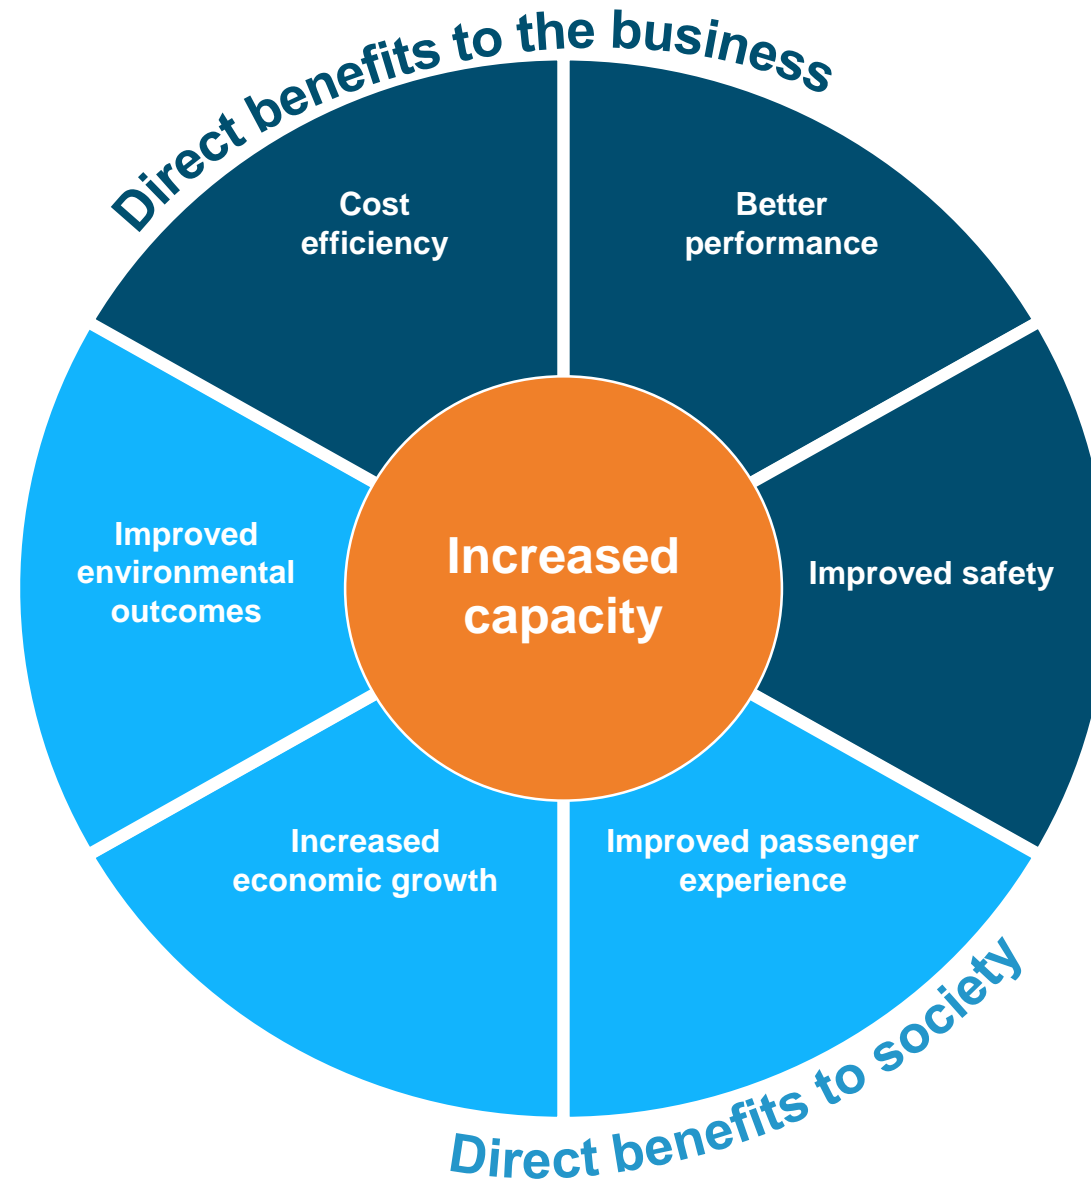 Direct benefits to the business
Cost
efficiency
Better
performance
Improved
environmental
outcomes
Increased
capacity
Improved safety
Increased
economic growth
Improved passenger
experience
Direct benefits to society